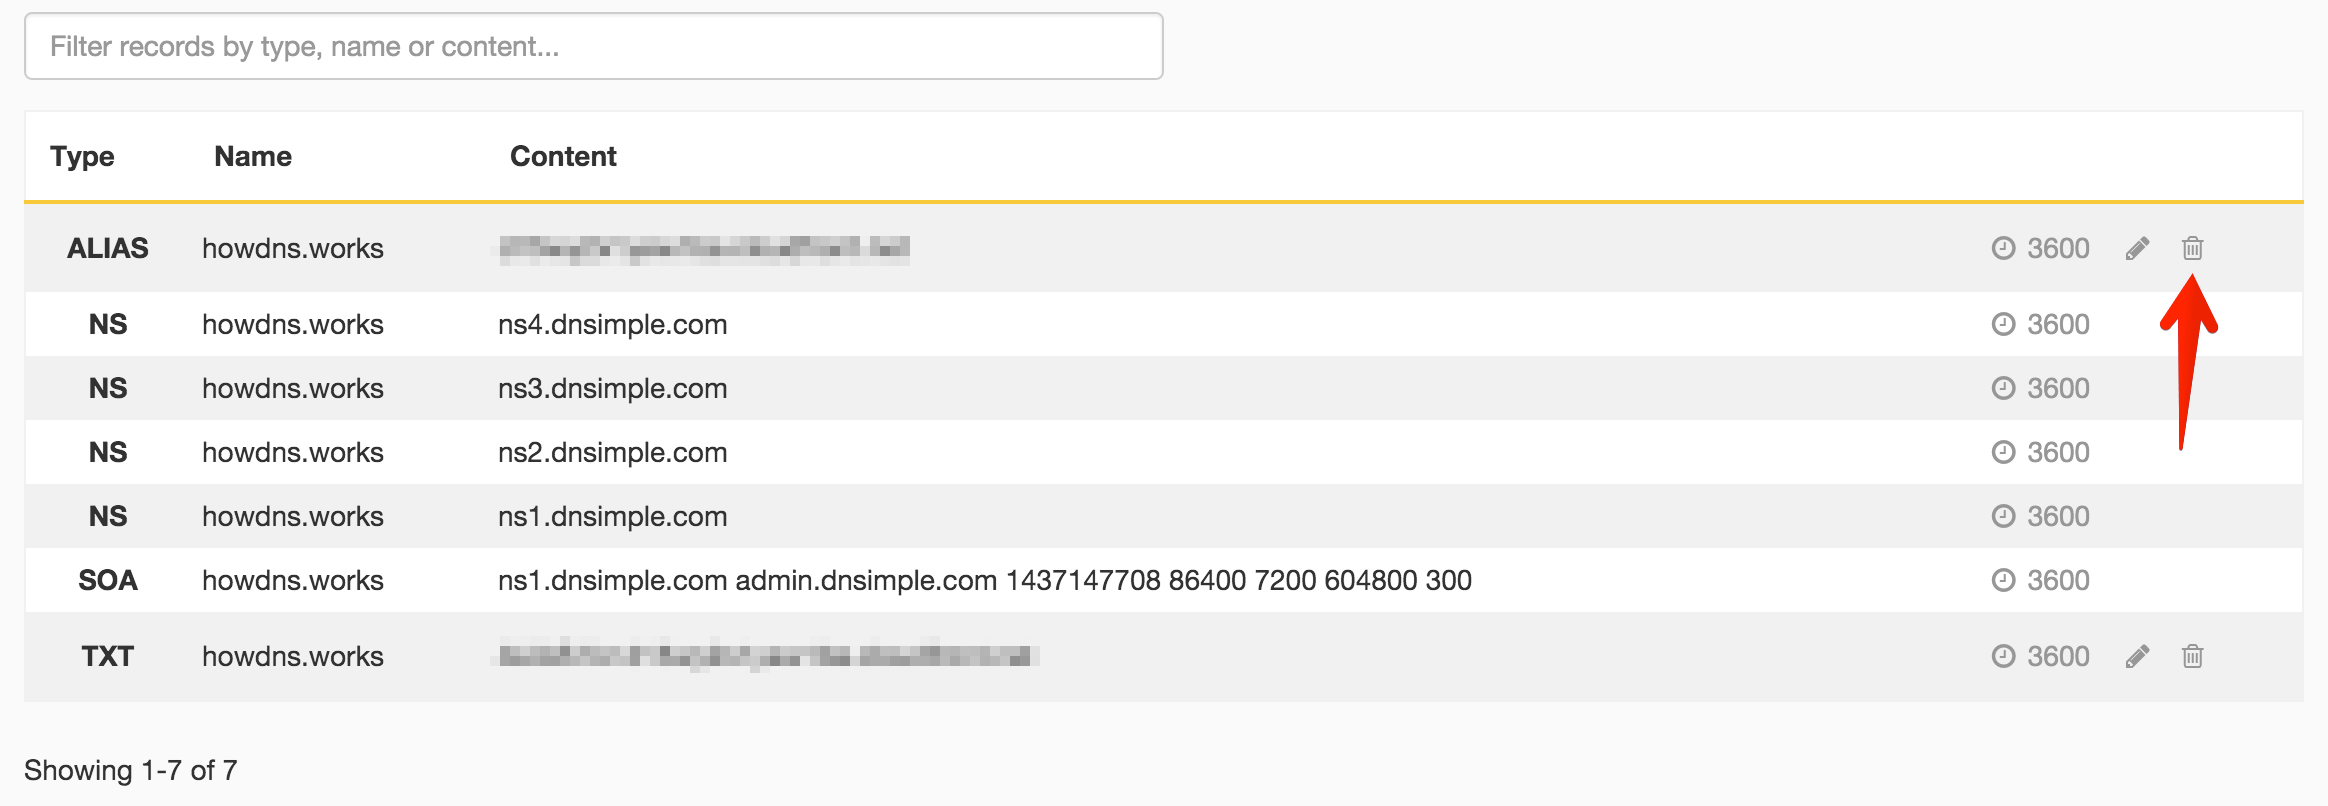 Filter records by type, name or content...
Type Name Content
ALIAS howdns.works 3600
NS howdns.works ns4.dnsimple.com 3600
NS howdns.works ns3.dnsimple.com 3600
NS howdns.works ns2.dnsimple.com 3600
NS howdns.works ns1.dnsimple.com 3600
SOA howdns.works ns1.dnsimple.com admin.dnsimple.com 1437147708 86400 7200 604800 300 3600
TXT howdns.works 3600
Showing 1-7 of 7